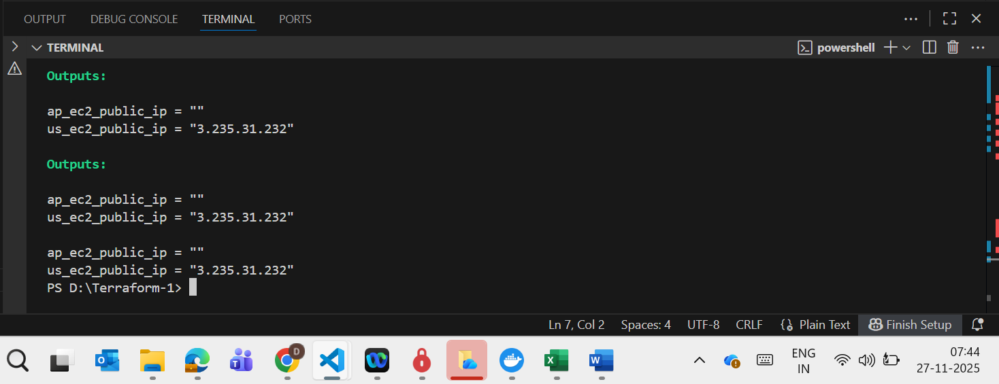 OUTPUT DEBUG CONSOLE TERMINAL PORTS
TERMINAL powershell
Outputs:
ap_ec2_public_ip = ""
us_ec2_public_ip = "3.235.31.232"
Outputs:
ap_ec2_public_ip = ""
us_ec2_public_ip = "3.235.31.232"
ap_ec2_public_ip = ""
us_ec2_public_ip = "3.235.31.232"
PS D:\Terraform-1>
Ln 7, Col 2 Spaces: 4 UTF-8 CRLF {} Plain Text Finish Setup
D
ENG
IN
07:44
27-11-2025